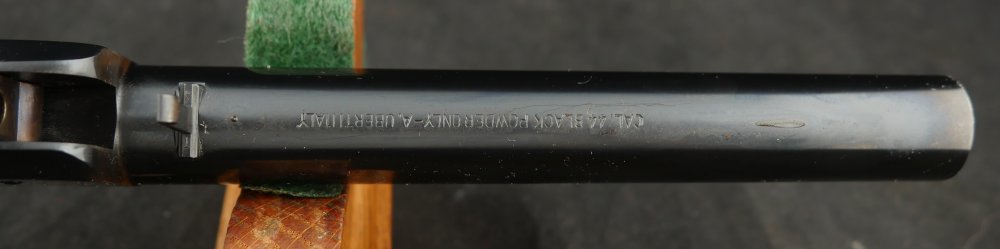 CAL. 44 BLACK POWDER ONLY – A. UBERTI ITALY